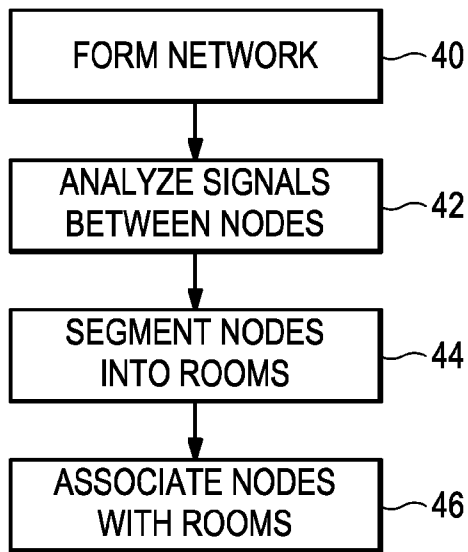 FORM NETWORK
40
ANALYZE SIGNALS
BETWEEN NODES
42
SEGMENT NODES
INTO ROOMS
44
ASSOCIATE NODES
WITH ROOMS
46